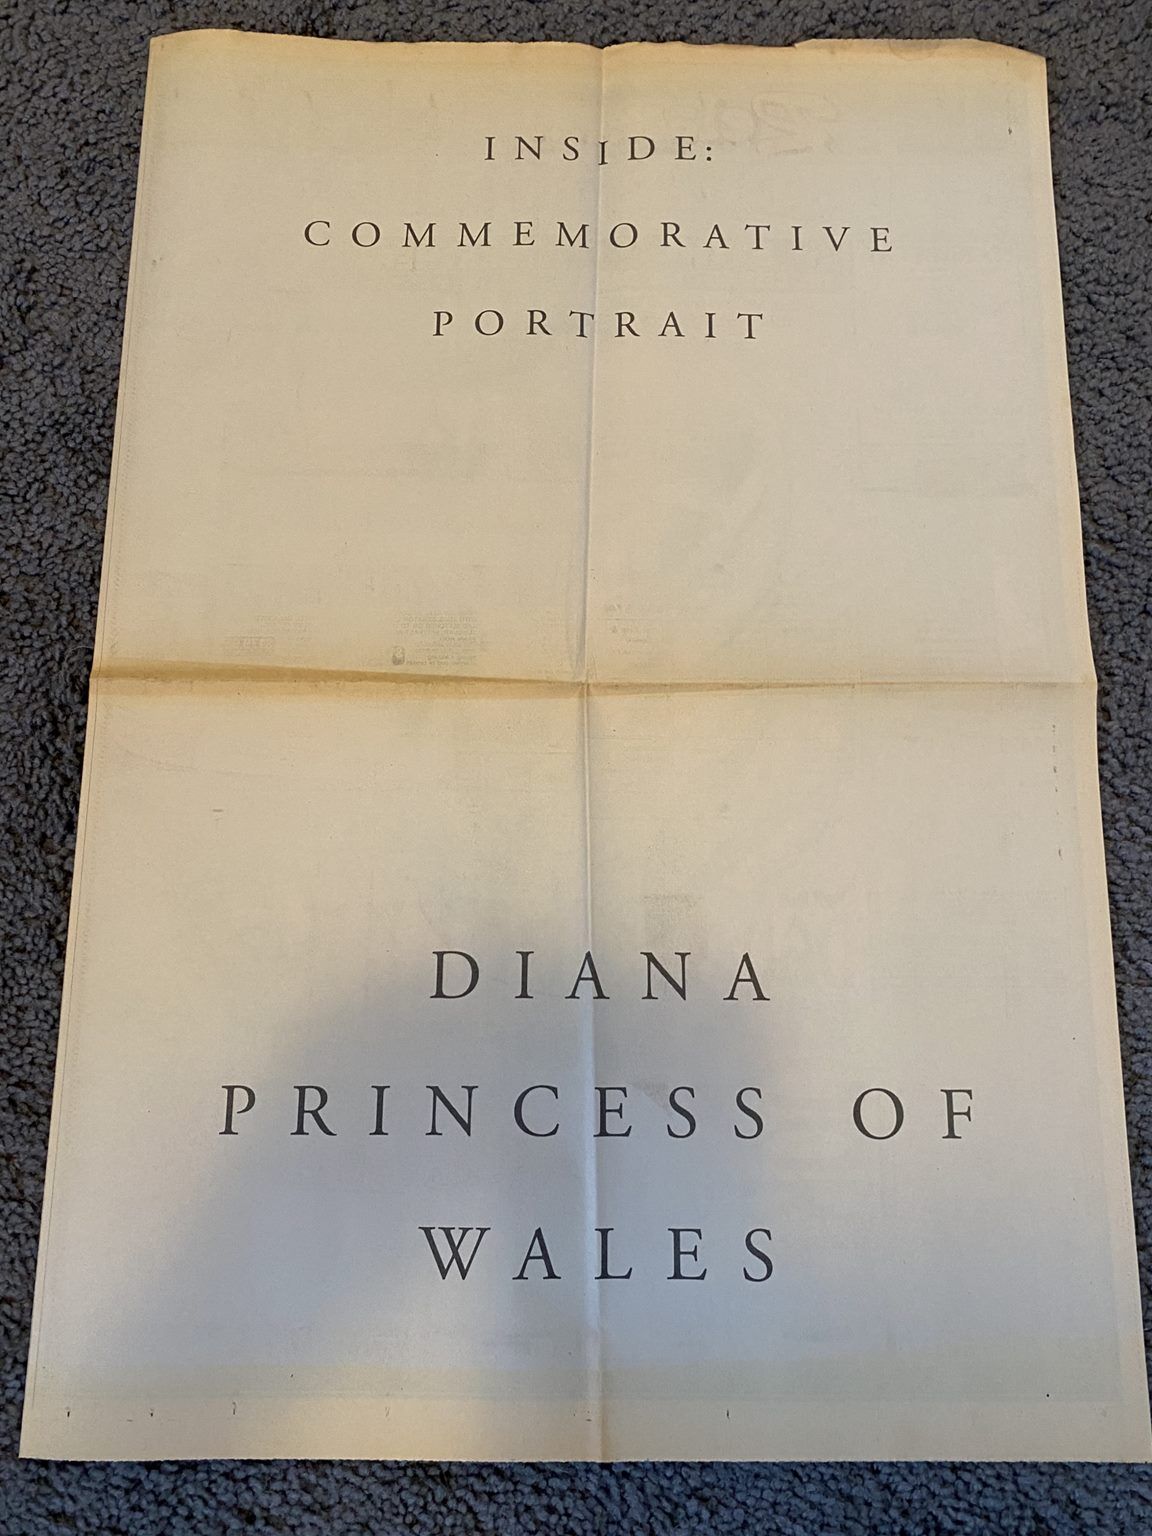 INSIDE:
COMMEMORATIVE
PORTRAIT
DIANA
PRINCESS OF
WALES